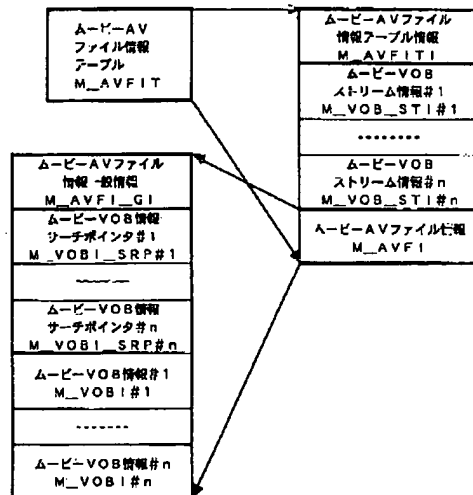 ムービーAV
ファイル情報
テーブル
M_AVFIT
ムービーAVファイル
情報テーブル情報
M_AVFITI
ムービーVOB
ストリーム情報#1
M_VOB_STI#1
ムービーVOB
ストリーム情報#n
M_VOB_STI#n
ムービーAVファイル情報
M_AVFI
ムービーAVファイル
情報一般情報
M_AVFI_GI
ムービーVOB情報
サーチポインタ#1
M_VOBI_SRP#1
ムービーVOB情報
サーチポインタ#n
M_VOBI_SRP#n
ムービーVOB情報#1
M_VOBI#1
ムービーVOB情報#n
M_VOBI#n